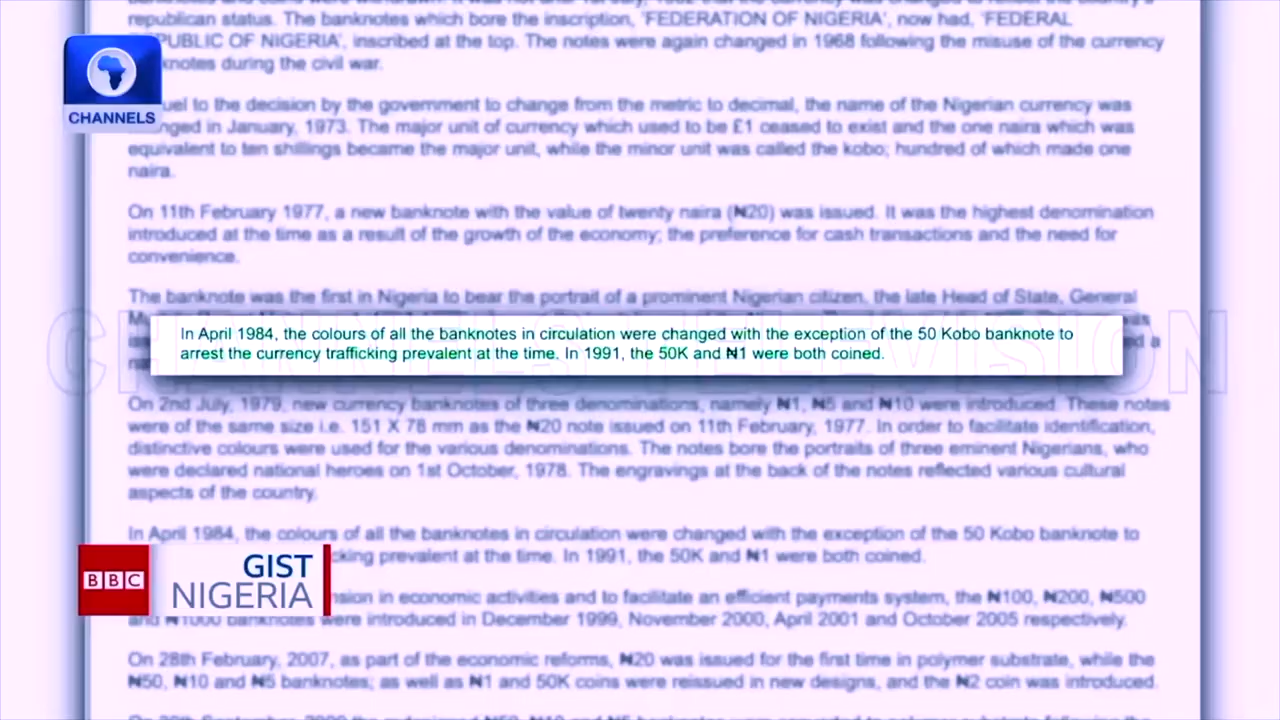 republican status. The banknotes which bore the inscription, 'FEDERATION OF NIGERIA', now had, 'FEDERAL
REPUBLIC OF NIGERIA', inscribed at the top. The notes were again changed in 1968 following the misuse of the currency
knotes during the civil war.
CHANNELS
uel to the decision by the government to change from the metric to decimal, the name of the Nigerian currency was
nged in January, 1973. The major unit of currency which used to be £1 ceased to exist and the one naira which was
equivalent to ten shillings became the major unit, while the minor unit was called the kobo; hundred of which made one
naira.
On 11th February 1977, a new banknote with the value of twenty naira (₦20) was issued. It was the highest denomination
introduced at the time as a result of the growth of the economy; the preference for cash transactions and the need for
convenience.
The banknote was the first in Nigeria to bear the portrait of a prominent Nigerian citizen, the late Head of State, General
In April 1984, the colours of all the banknotes in circulation were changed with the exception of the 50 Kobo banknote to
arrest the currency trafficking prevalent at the time. In 1991, the 50K and ₦1 were both coined.
CHANNELS TELEVISION
On 2nd July, 1979, new currency banknotes of three denominations, namely ₦1, ₦5 and ₦10 were introduced. These notes
were of the same size i.e. 151 X 78 mm as the ₦20 note issued on 11th February, 1977. In order to facilitate identification,
distinctive colours were used for the various denominations. The notes bore the portraits of three eminent Nigerians, who
were declared national heroes on 1st October, 1978. The engravings at the back of the notes reflected various cultural
aspects of the country.
In April 1984, the colours of all the banknotes in circulation were changed with the exception of the 50 Kobo banknote to
cking prevalent at the time. In 1991, the 50K and ₦1 were both coined.
BBC GIST
NIGERIA
nsion in economic activities and to facilitate an efficient payments system, the ₦100, ₦200, ₦500
and ₦1000 banknotes were introduced in December 1999, November 2000, April 2001 and October 2005 respectively.
On 28th February, 2007, as part of the economic reforms, ₦20 was issued for the first time in polymer substrate, while the
₦50, ₦10 and ₦5 banknotes; as well as ₦1 and 50K coins were reissued in new designs, and the ₦2 coin was introduced.